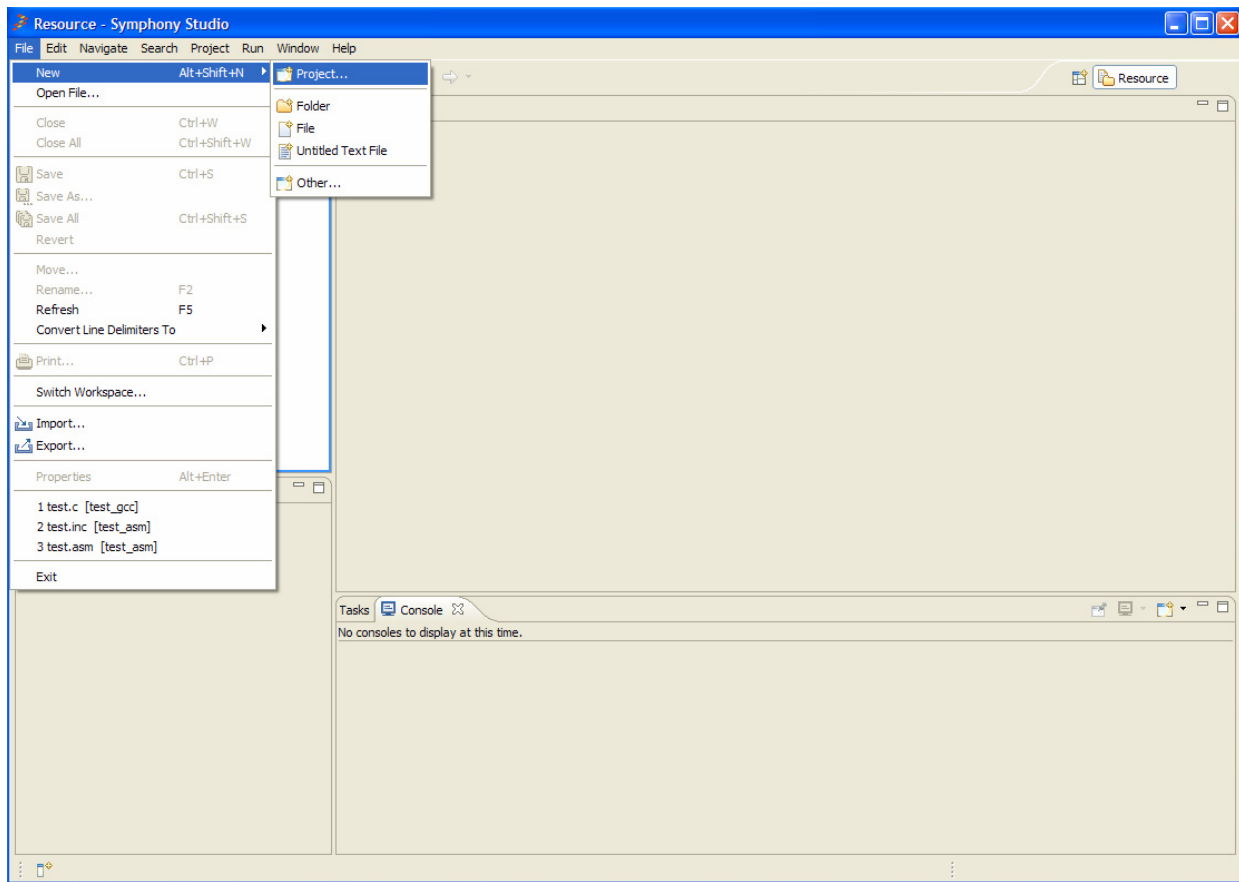 Resource - Symphony Studio
File Edit Navigate Search Project Run Window Help
New Alt+Shift+N
Open File...
Close Ctrl+W
Close All Ctrl+Shift+W
Save Ctrl+S
Save As...
Save All Ctrl+Shift+S
Revert
Move...
Rename... F2
Refresh F5
Convert Line Delimiters To
Print... Ctrl+P
Switch Workspace...
Import...
Export...
Properties Alt+Enter
1 test.c [test_gcc]
2 test.inc [test_asm]
3 test.asm [test_asm]
Exit
Project...
Folder
File
Untitled Text File
Other...
Resource
Tasks Console
No consoles to display at this time.